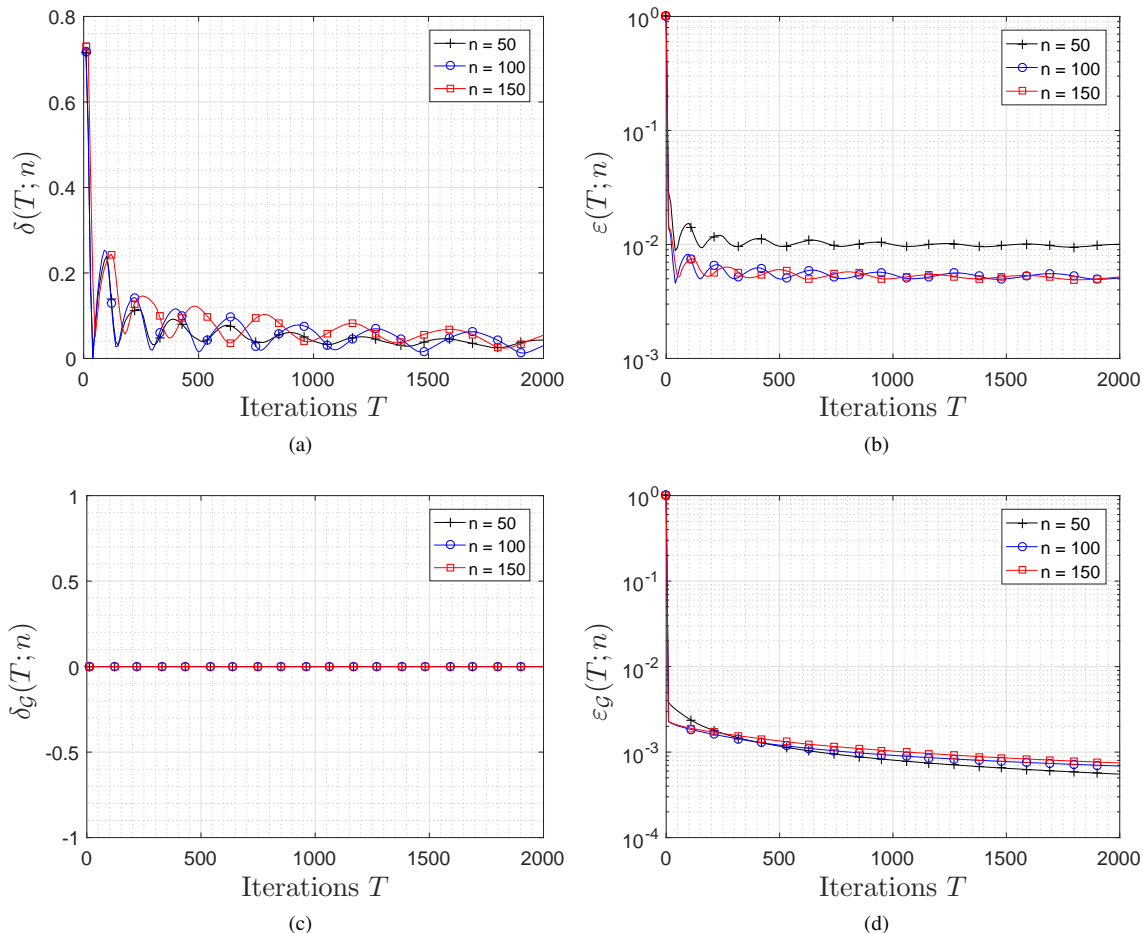 0.8
0.6
0.4
0.2
0
0
500
1000
1500
2000
δ(T; n)
Iterations T
n = 50
n = 100
n = 150
(a)
10^0
10^-1
10^-2
10^-3
0
500
1000
1500
2000
ε(T; n)
Iterations T
n = 50
n = 100
n = 150
(b)
1
0.5
0
-0.5
-1
0
500
1000
1500
2000
δ_𝒢(T; n)
Iterations T
n = 50
n = 100
n = 150
(c)
10^0
10^-1
10^-2
10^-3
10^-4
0
500
1000
1500
2000
ε_𝒢(T; n)
Iterations T
n = 50
n = 100
n = 150
(d)